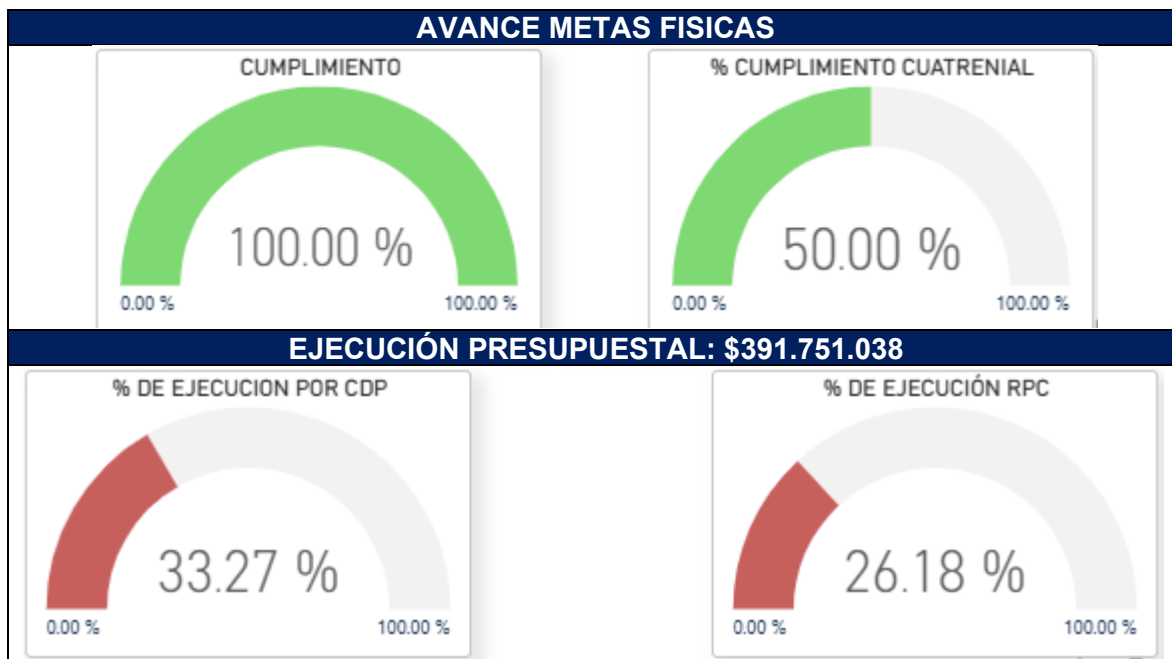 AVANCE METAS FISICAS
CUMPLIMIENTO
100.00 %
0.00 %
100.00 %
% CUMPLIMIENTO CUATRENIAL
50.00 %
0.00 %
100.00 %
EJECUCIÓN PRESUPUESTAL: $391.751.038
% DE EJECUCION POR CDP
33.27 %
0.00 %
100.00 %
% DE EJECUCIÓN RPC
26.18 %
0.00 %
100.00 %